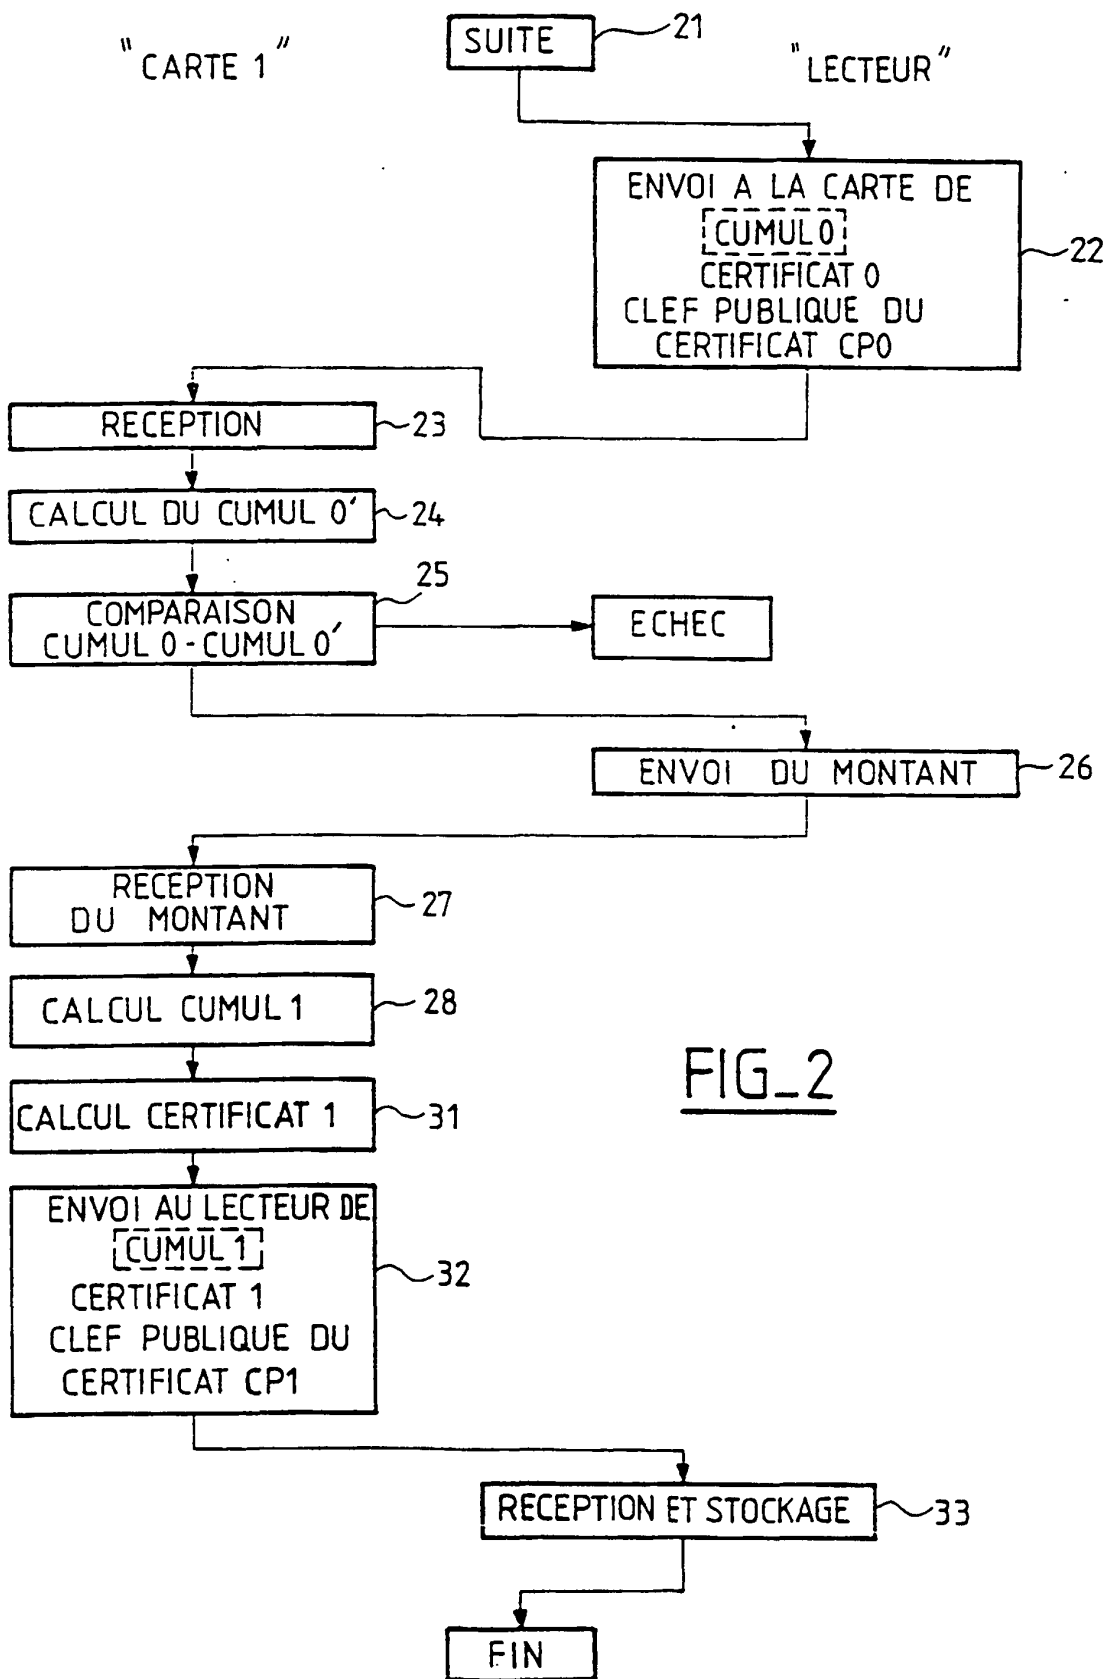 "CARTE 1"
SUITE
21
"LECTEUR"
ENVOI A LA CARTE DE
CUMUL 0
CERTIFICAT 0
CLEF PUBLIQUE DU
CERTIFICAT CP0
22
RECEPTION
23
CALCUL DU CUMUL 0'
24
25
COMPARAISON
CUMUL 0 - CUMUL 0'
ECHEC
ENVOI DU MONTANT
26
RECEPTION
DU MONTANT
27
CALCUL CUMUL 1
28
FIG_2
CALCUL CERTIFICAT 1
31
ENVOI AU LECTEUR DE
CUMUL 1
CERTIFICAT 1
CLEF PUBLIQUE DU
CERTIFICAT CP1
32
RECEPTION ET STOCKAGE
33
FIN